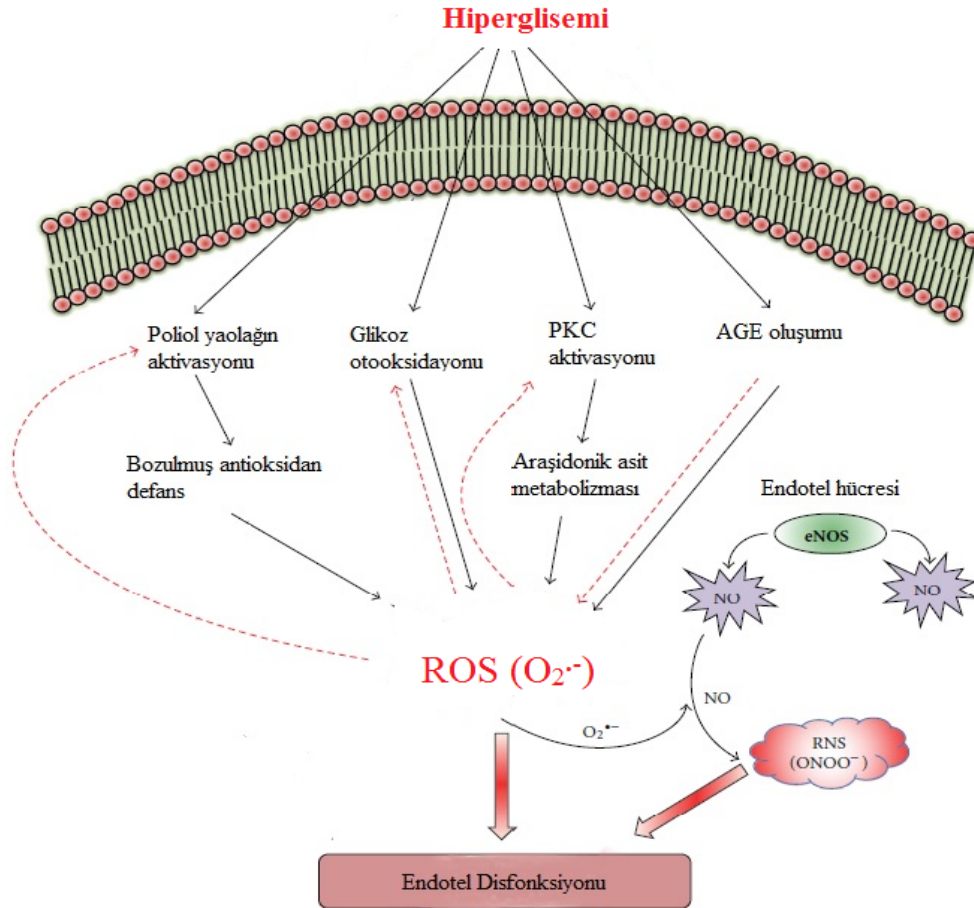 Hiperglisemi
Poliol yaolağın
aktivasyonu
Glikoz
otooksidayonu
PKC
aktivasyonu
AGE oluşumu
Bozulmuş antioksidan
defans
Araşidonik asit
metabolizması
Endotel hücresi
eNOS
NO
NO
ROS (O₂·⁻)
NO
O₂•⁻
RNS
(ONOO⁻)
Endotel Disfonksiyonu